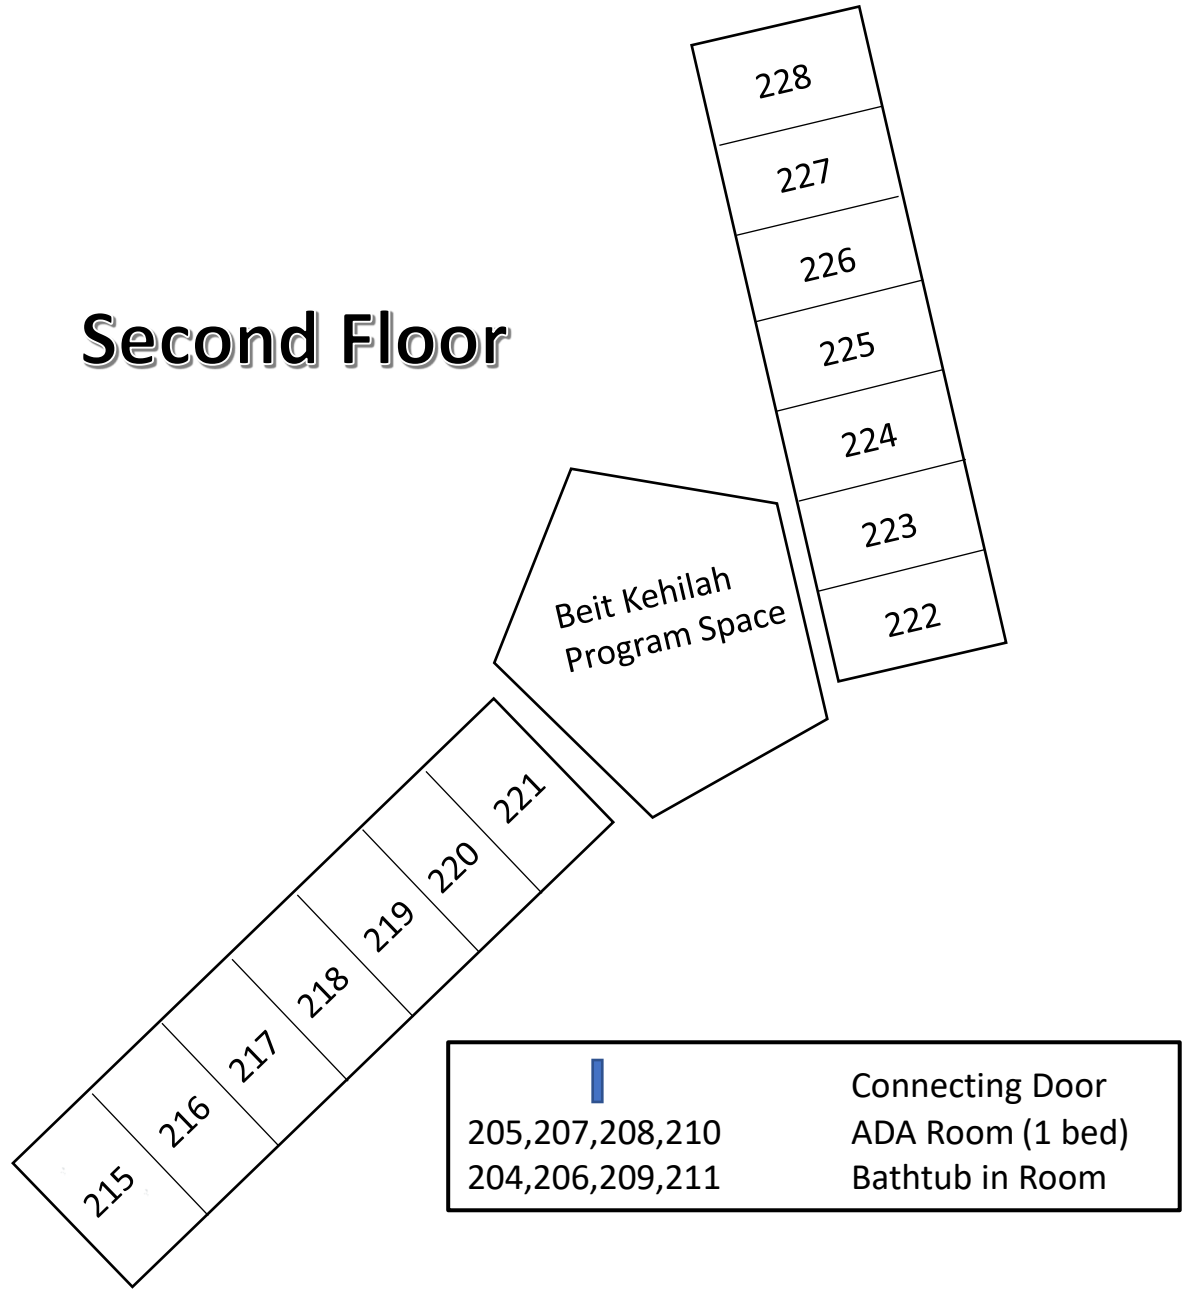 228
227
226
Second Floor
225
224
223
Beit Kehilah
Program Space
222
221
220
219
218
217
216
215
Connecting Door
205,207,208,210 ADA Room (1 bed)
204,206,209,211 Bathtub in Room